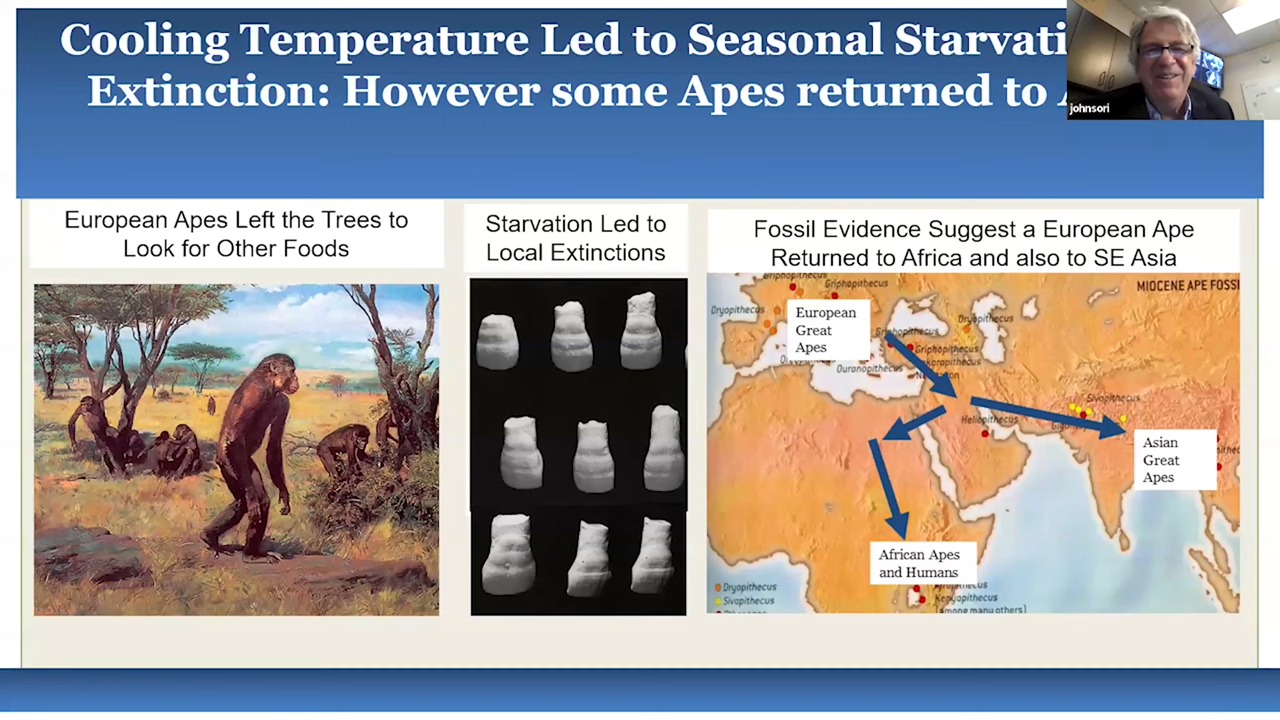 Cooling Temperature Led to Seasonal
Extinction: However some Apes returned to
johnsori
European Apes Left the Trees to
Look for Other Foods
Starvation Led to
Local Extinctions
Fossil Evidence Suggest a European Ape
Returned to Africa and also to SE Asia
MIOCENE APE
Griphopithecus
Griphopithecus
Dryopithecus
European
Great
Apes
Dryopithecus
Griphopithecus
Griphopithecus
Ouranopithecus
Sivapithecus
Heliopithecus
Asian
Great
Apes
African Apes
and Humans
Dryopithecus
Sivapithecus
Kenyapithecus
(among many others)